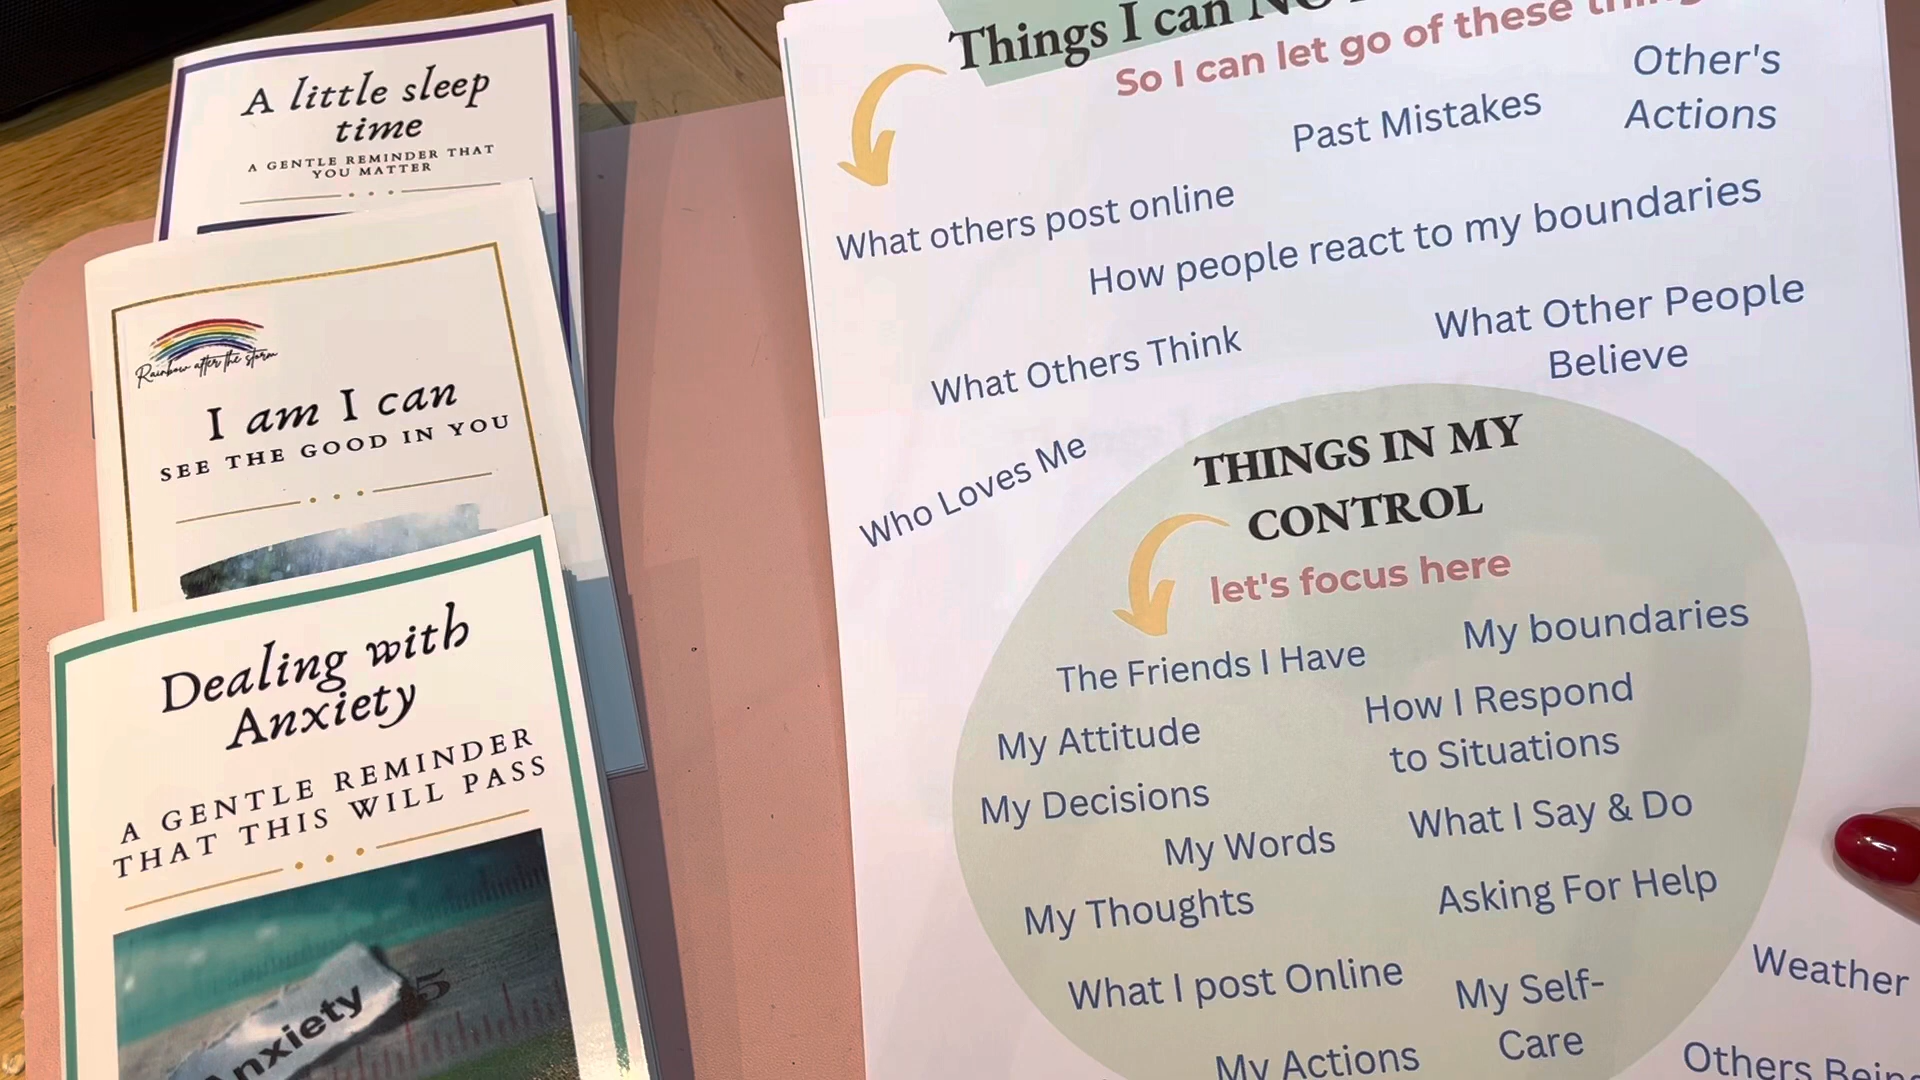 A little sleep
time
A GENTLE REMINDER THAT
YOU MATTER
Rainbow after the storm
I am I can
SEE THE GOOD IN YOU
Dealing with
Anxiety
A GENTLE REMINDER
THAT THIS WILL PASS
Anxiety
Things I can
So I can let go of these
Other's
Actions
Past Mistakes
What others post online
How people react to my boundaries
What Other People
Believe
What Others Think
Who Loves Me
THINGS IN MY
CONTROL
let's focus here
The Friends I Have
My boundaries
My Attitude
How I Respond
to Situations
My Decisions
What I Say & Do
My Words
My Thoughts
Asking For Help
What I post Online
My Self-
Care
My Actions
Weather
Others